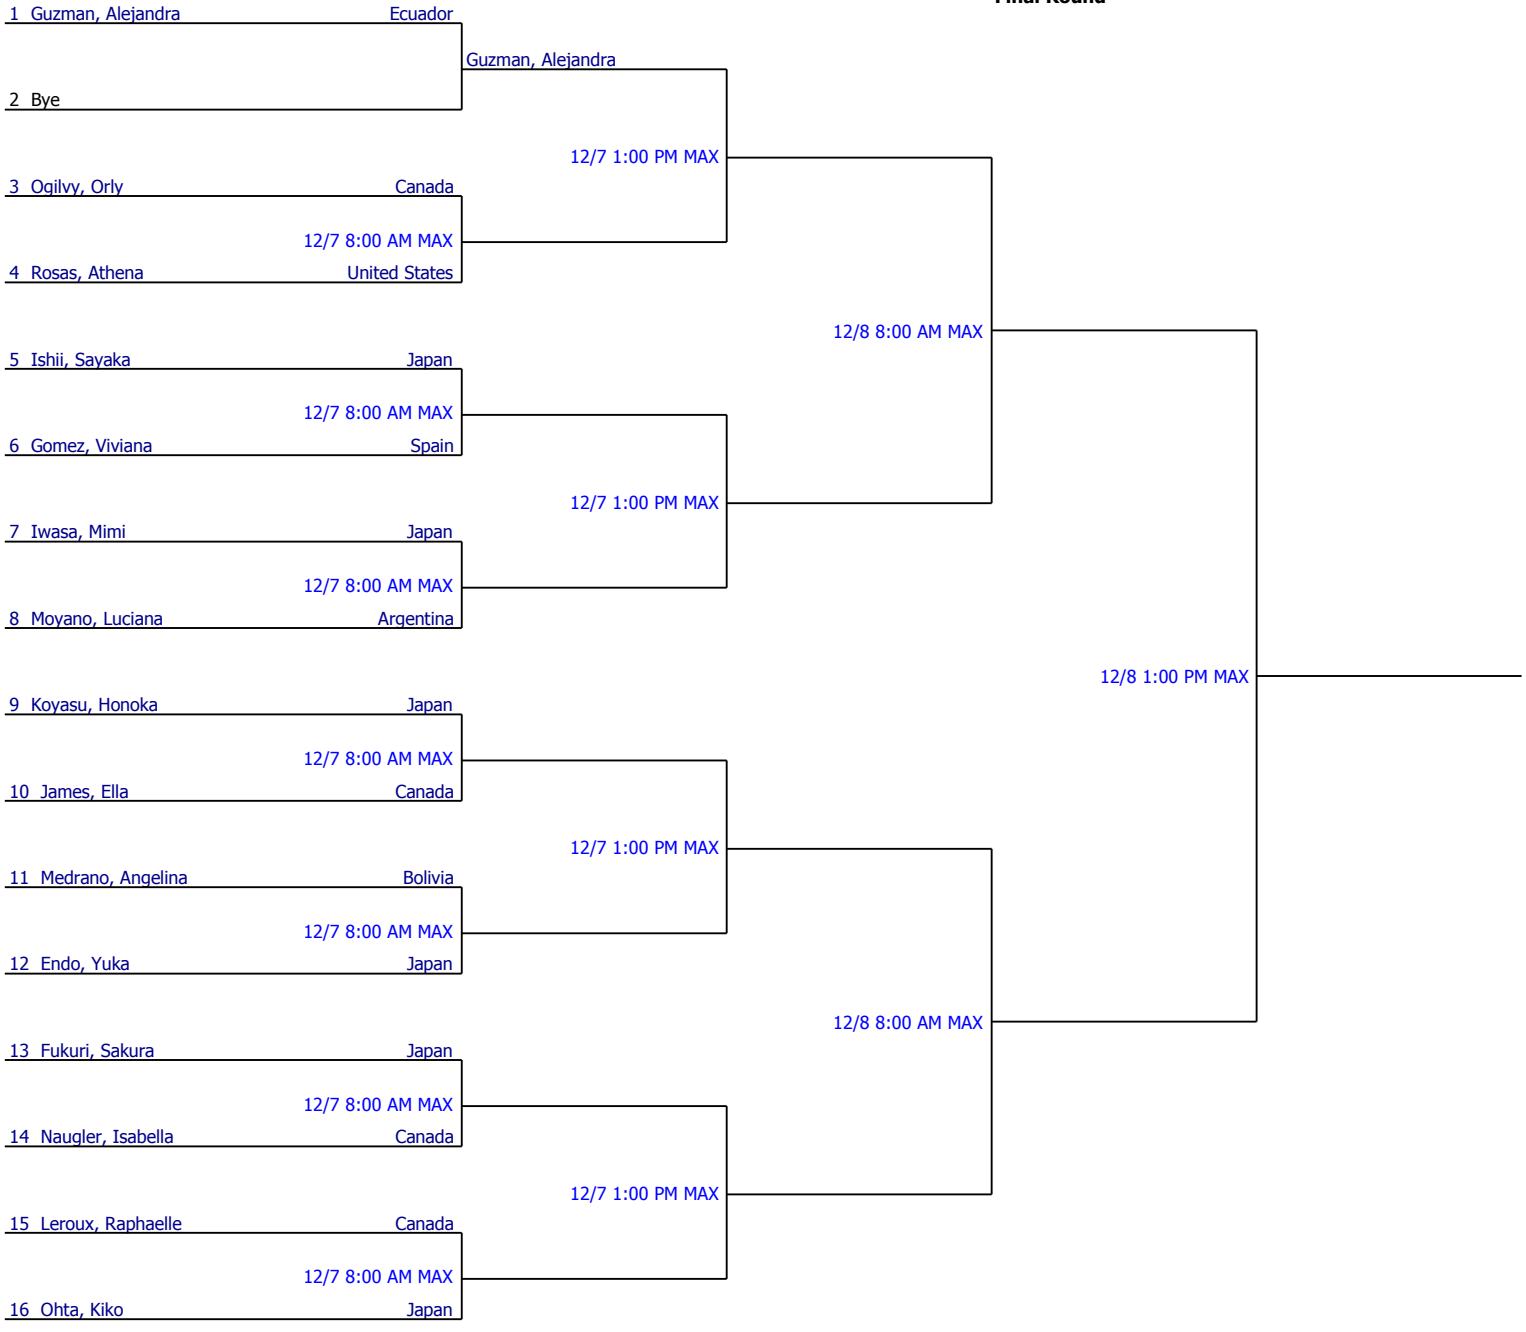 Final Round
1 Guzman, Alejandra Ecuador
Guzman, Alejandra
2 Bye
12/7 1:00 PM MAX
3 Ogilvy, Orly Canada
12/7 8:00 AM MAX
4 Rosas, Athena United States
12/8 8:00 AM MAX
5 Ishii, Sayaka Japan
12/7 8:00 AM MAX
6 Gomez, Viviana Spain
12/7 1:00 PM MAX
7 Iwasa, Mimi Japan
12/7 8:00 AM MAX
8 Moyano, Luciana Argentina
12/8 1:00 PM MAX
9 Koyasu, Honoka Japan
12/7 8:00 AM MAX
10 James, Ella Canada
12/7 1:00 PM MAX
11 Medrano, Angelina Bolivia
12/7 8:00 AM MAX
12 Endo, Yuka Japan
12/8 8:00 AM MAX
13 Fukuri, Sakura Japan
12/7 8:00 AM MAX
14 Naugler, Isabella Canada
12/7 1:00 PM MAX
15 Leroux, Raphaelle Canada
12/7 8:00 AM MAX
16 Ohta, Kiko Japan